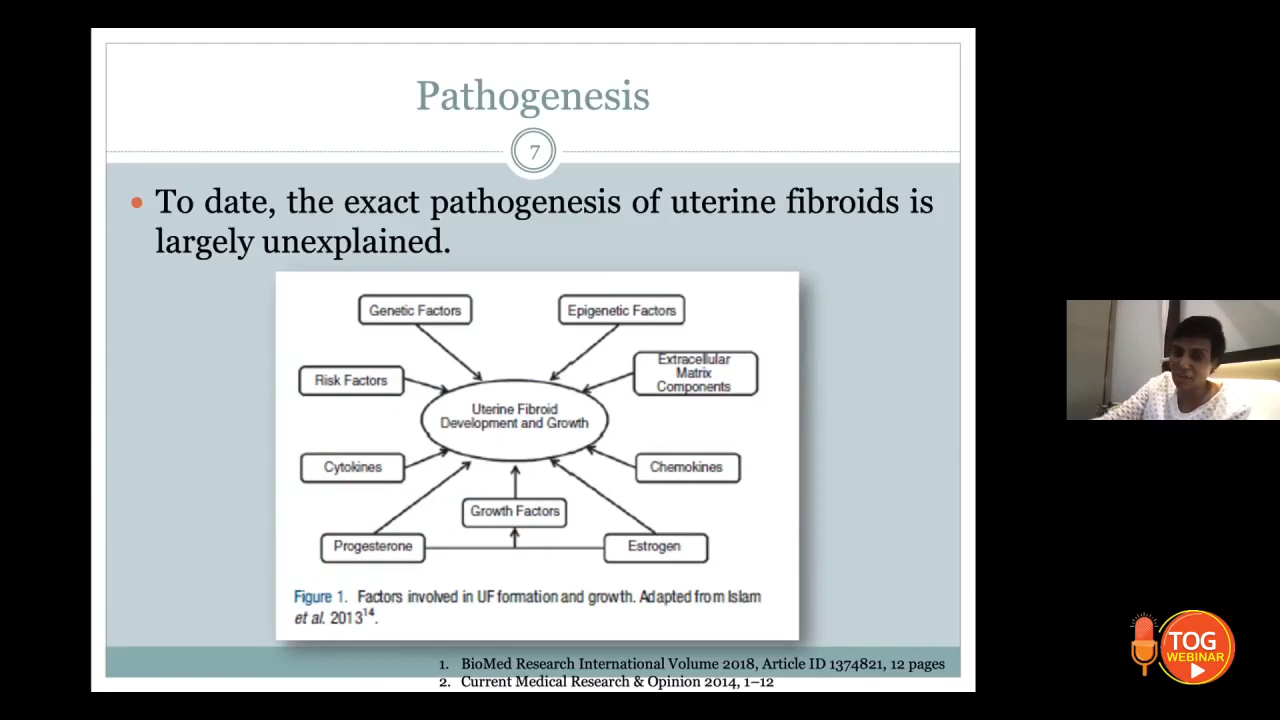 Pathogenesis
7
• To date, the exact pathogenesis of uterine fibroids is
largely unexplained.
Genetic Factors
Epigenetic Factors
Risk Factors
Extracellular
Matrix
Components
Uterine Fibroid
Development and Growth
Cytokines
Chemokines
Growth Factors
Progesterone
Estrogen
Figure 1. Factors involved in UF formation and growth. Adapted from Islam
et al. 2013¹⁴.
1. BioMed Research International Volume 2018, Article ID 1374821, 12 pages
2. Current Medical Research & Opinion 2014, 1–12
TOG
WEBINAR